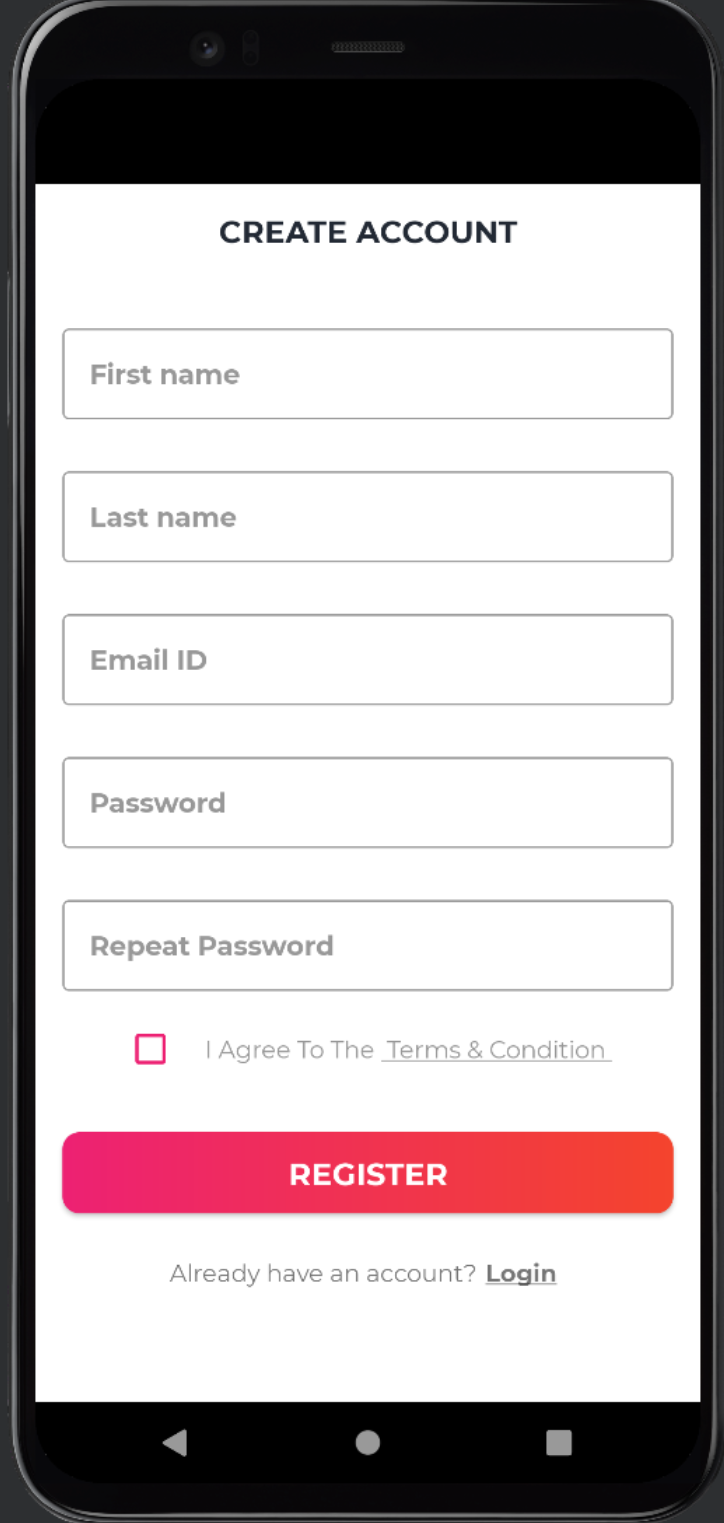 CREATE ACCOUNT
First name
Last name
Email ID
Password
Repeat Password
I Agree To The Terms & Condition
REGISTER
Already have an account? Login